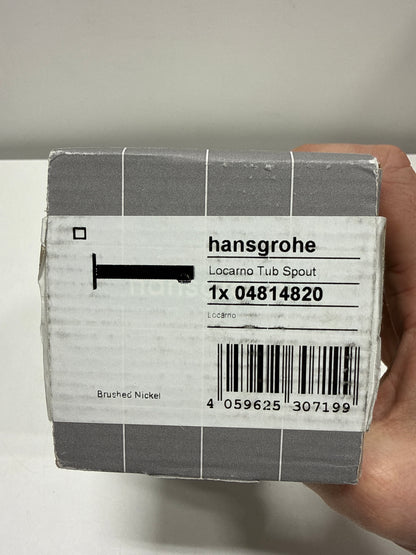 hansgrohe
Locarno Tub Spout
1x 04814820
Locarno
Brushed Nickel
4 059625 307199